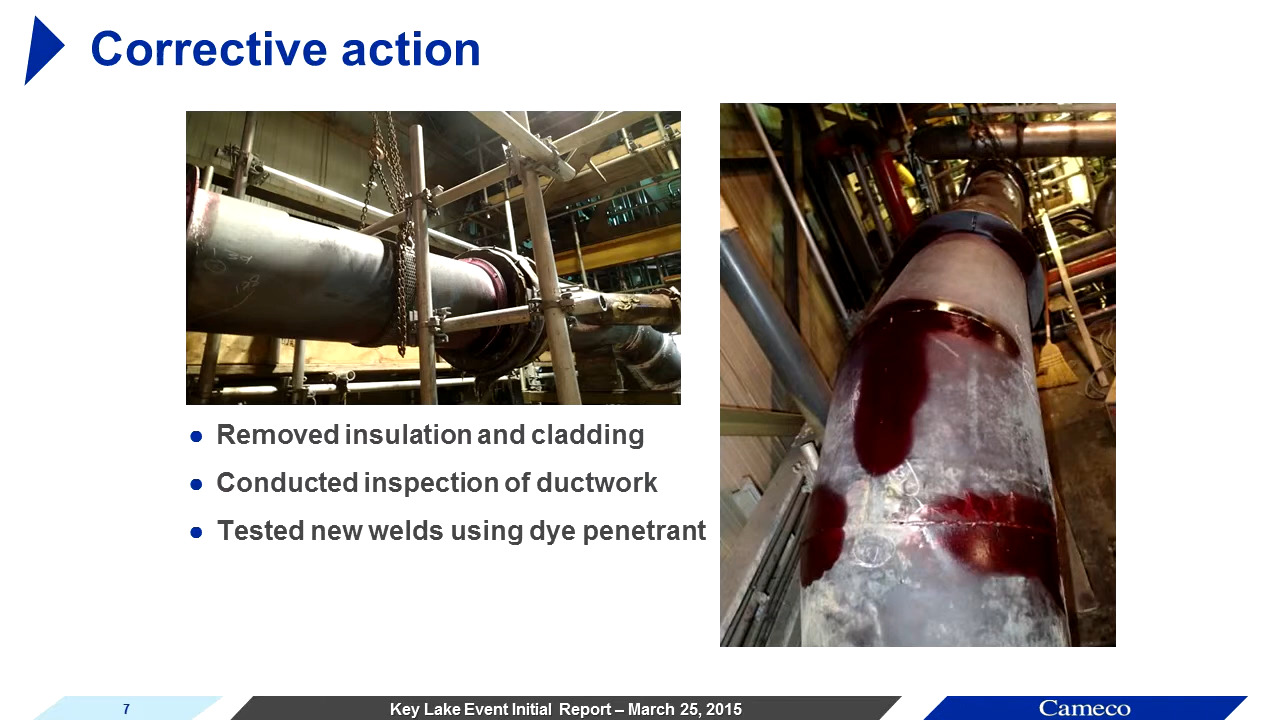 Corrective action
● Removed insulation and cladding
● Conducted inspection of ductwork
● Tested new welds using dye penetrant
7
Key Lake Event Initial Report – March 25, 2015
Cameco